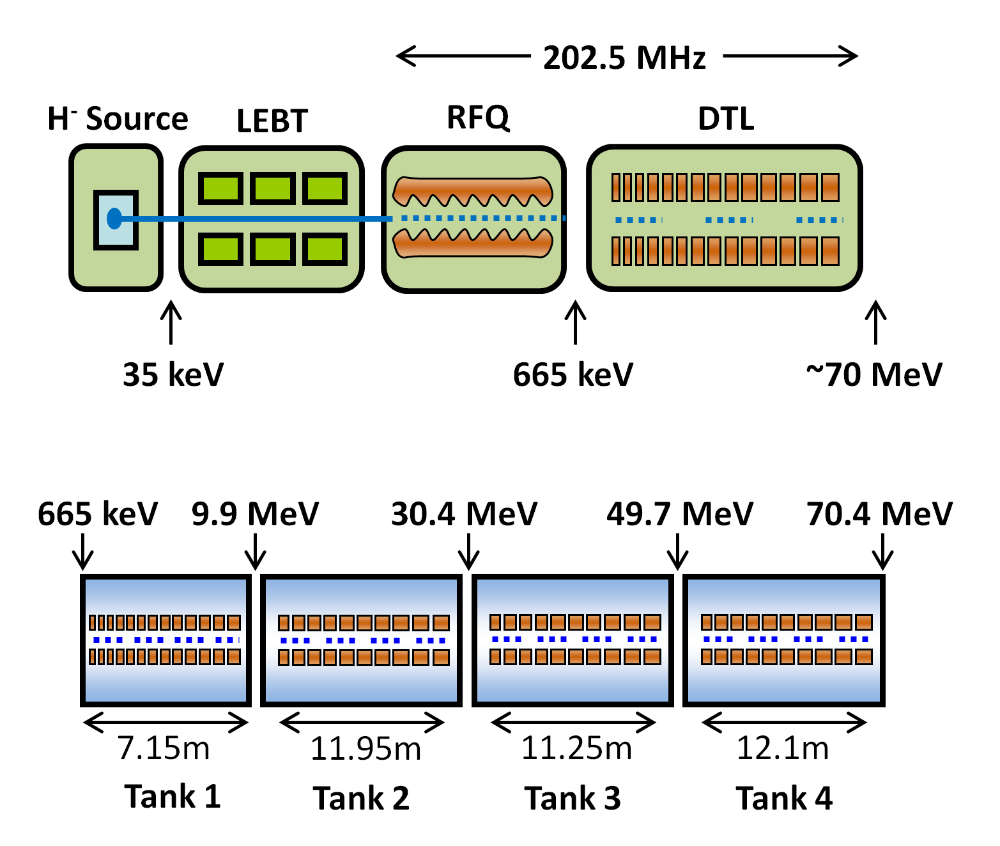 202.5 MHz
H⁻ Source LEBT RFQ DTL
35 keV 665 keV ~70 MeV
665 keV 9.9 MeV 30.4 MeV 49.7 MeV 70.4 MeV
7.15m 11.95m 11.25m 12.1m
Tank 1 Tank 2 Tank 3 Tank 4